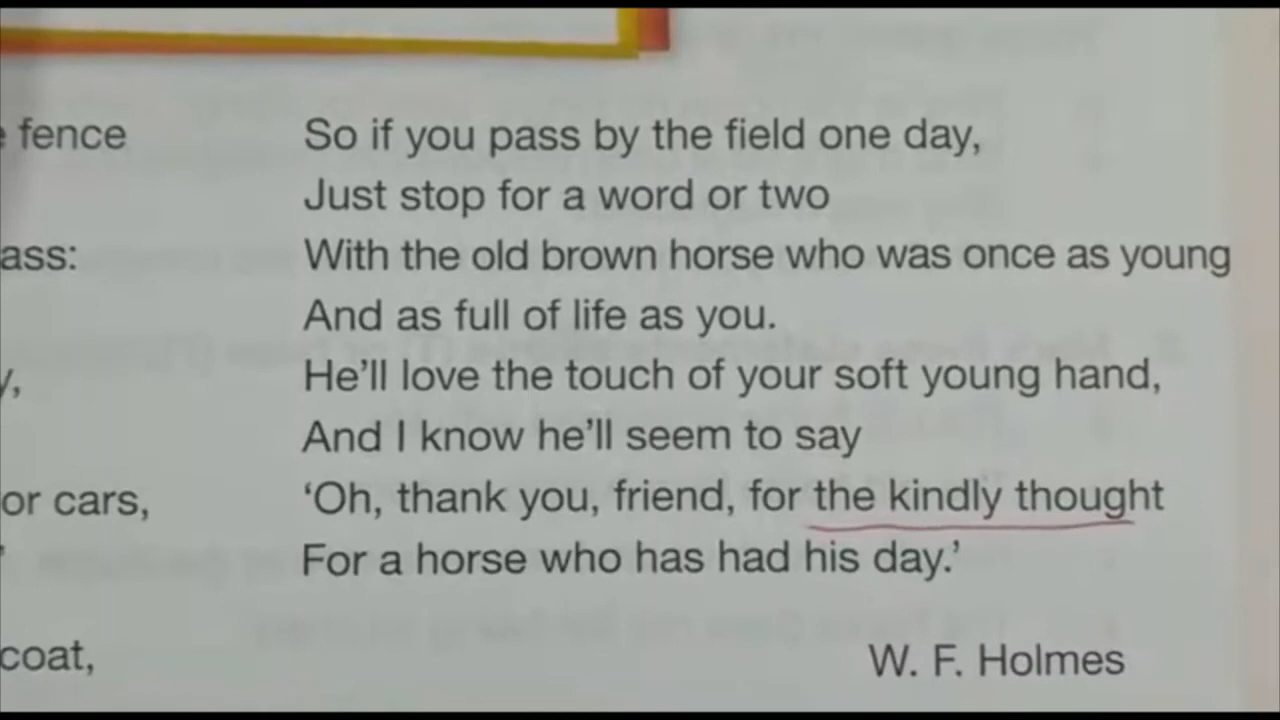 fence
ass:
y,
or cars,
coat,
So if you pass by the field one day,
Just stop for a word or two
With the old brown horse who was once as young
And as full of life as you.
He'll love the touch of your soft young hand,
And I know he'll seem to say
‘Oh, thank you, friend, for the kindly thought
For a horse who has had his day.’
W. F. Holmes